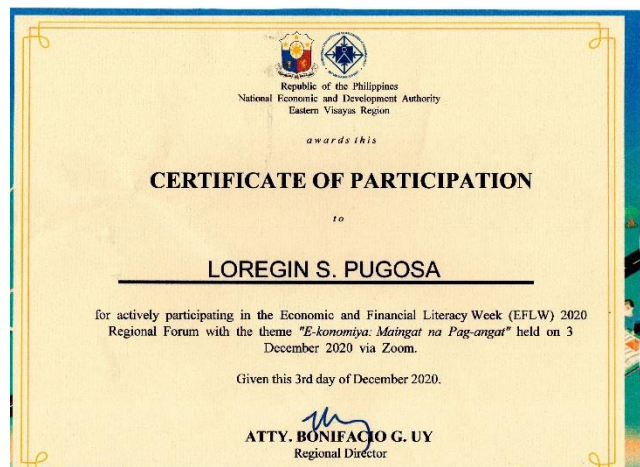 Republic of the Philippines
National Economic and Development Authority
Eastern Visayas Region
awards this
CERTIFICATE OF PARTICIPATION
to
LOREGIN S. PUGOSA
for actively participating in the Economic and Financial Literacy Week (EFLW) 2020
Regional Forum with the theme "E-konomiya: Maingat na Pag-angat" held on 3
December 2020 via Zoom.
Given this 3rd day of December 2020.
ATTY. BONIFACIO G. UY
Regional Director